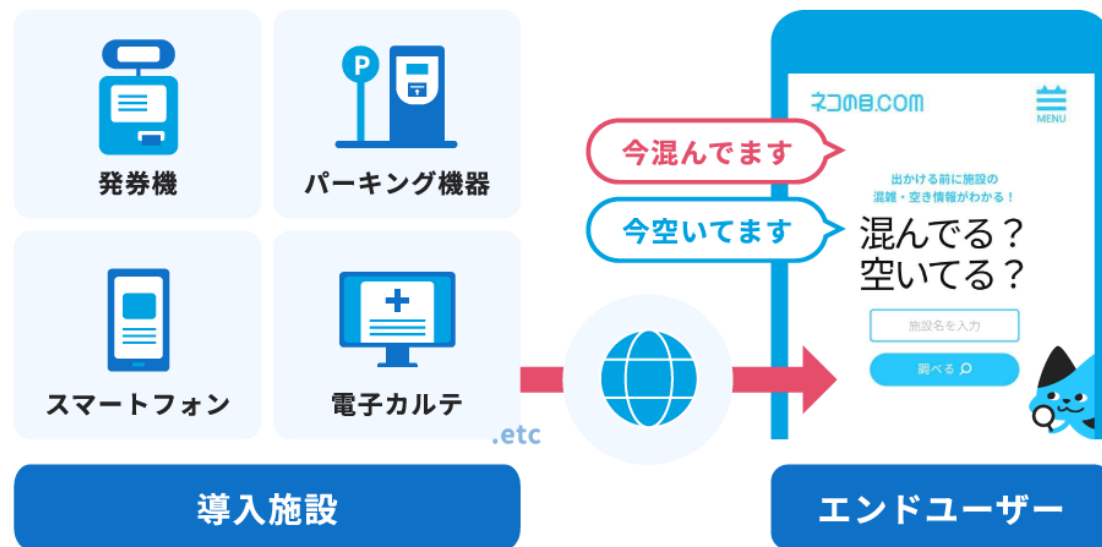 発券機
P
パーキング機器
スマートフォン
電子カルテ
.etc
導入施設
今混んでます
今空いてます
ネコの目.COM
MENU
出かける前に施設の
混雑・空き情報がわかる！
混んでる？
空いてる？
施設名を入力
調べる
エンドユーザー